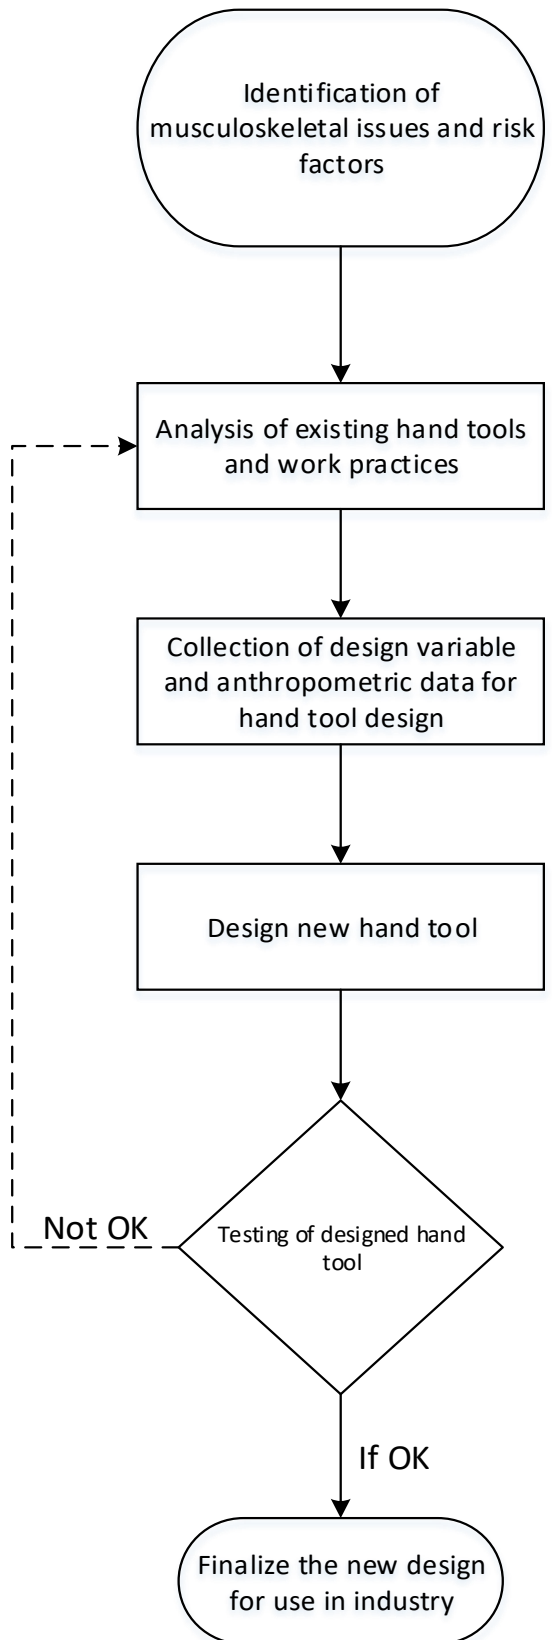 Identification of
musculoskeletal issues and risk
factors
Analysis of existing hand tools
and work practices
Collection of design variable
and anthropometric data for
hand tool design
Design new hand tool
Testing of designed hand
tool
Not OK
If OK
Finalize the new design
for use in industry